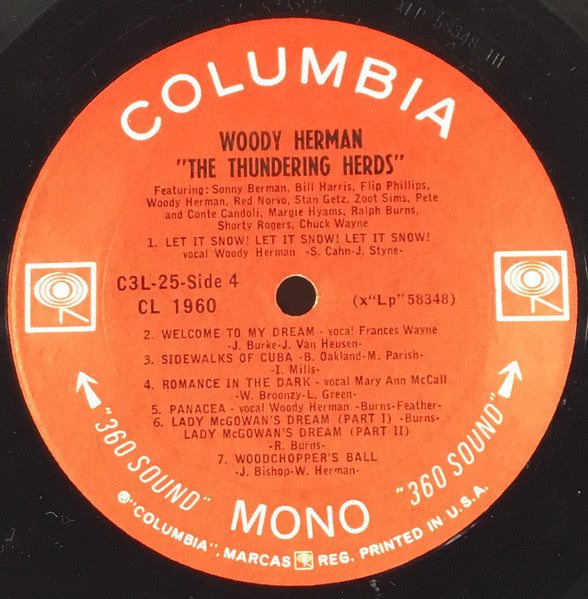 XLP 58348 1H
COLUMBIA
WOODY HERMAN
"THE THUNDERING HERDS"
Featuring: Sonny Berman, Bill Harris, Flip Phillips,
Woody Herman, Red Norvo, Stan Getz, Zoot Sims, Pete
and Conte Candoli, Margie Hyams, Ralph Burns,
Shorty Rogers, Chuck Wayne
1. LET IT SNOW! LET IT SNOW! LET IT SNOW!
vocal Woody Herman -S. Cahn-J. Styne-
C3L-25-Side 4
CL 1960
(x"Lp"58348)
2. WELCOME TO MY DREAM - vocal Frances Wayne
-J. Burke-J. Van Heusen-
3. SIDEWALKS OF CUBA -B. Oakland-M. Parish-
-I. Mills-
4. ROMANCE IN THE DARK - vocal Mary Ann McCall
-W. Broonzy-L. Green-
5. PANACEA - vocal Woody Herman -Burns-Feather-
6. LADY McGOWAN'S DREAM (PART I) -Burns-
LADY McGOWAN'S DREAM (PART II)
-R. Burns-
7. WOODCHOPPER'S BALL
-J. Bishop-W. Herman-
"360 SOUND"
"360 SOUND"
MONO
®"COLUMBIA", MARCAS REG. PRINTED IN U.S.A.